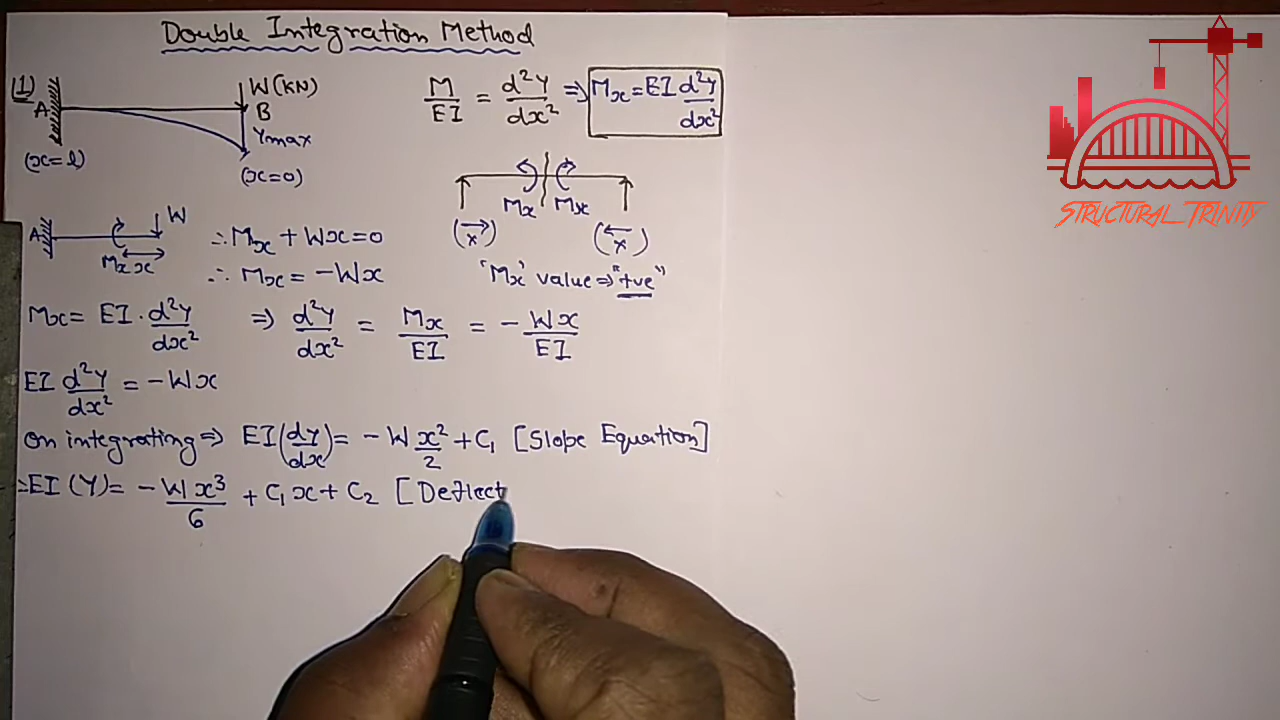 Double Integration Method
(1) A W(KN) B Ymax (x=l) (x=0)
M/EI = d²y/dx² ⇒ Mx = EI d²y/dx²
Mx Mx
(→ x) (← x)
'Mx' value ⇒ "+ve"
A Mx x W
∴ Mx + Wx = 0
∴ Mx = -Wx
Mx = EI · d²y/dx² ⇒ d²y/dx² = Mx/EI = - Wx/EI
EI d²y/dx² = -Wx
on integrating ⇒ EI(dy/dx) = -W x²/2 + C₁ [Slope Equation]
∴ EI (Y) = - Wx³/6 + C₁x + C₂ [Deflect
STRUCTURAL TRINITY